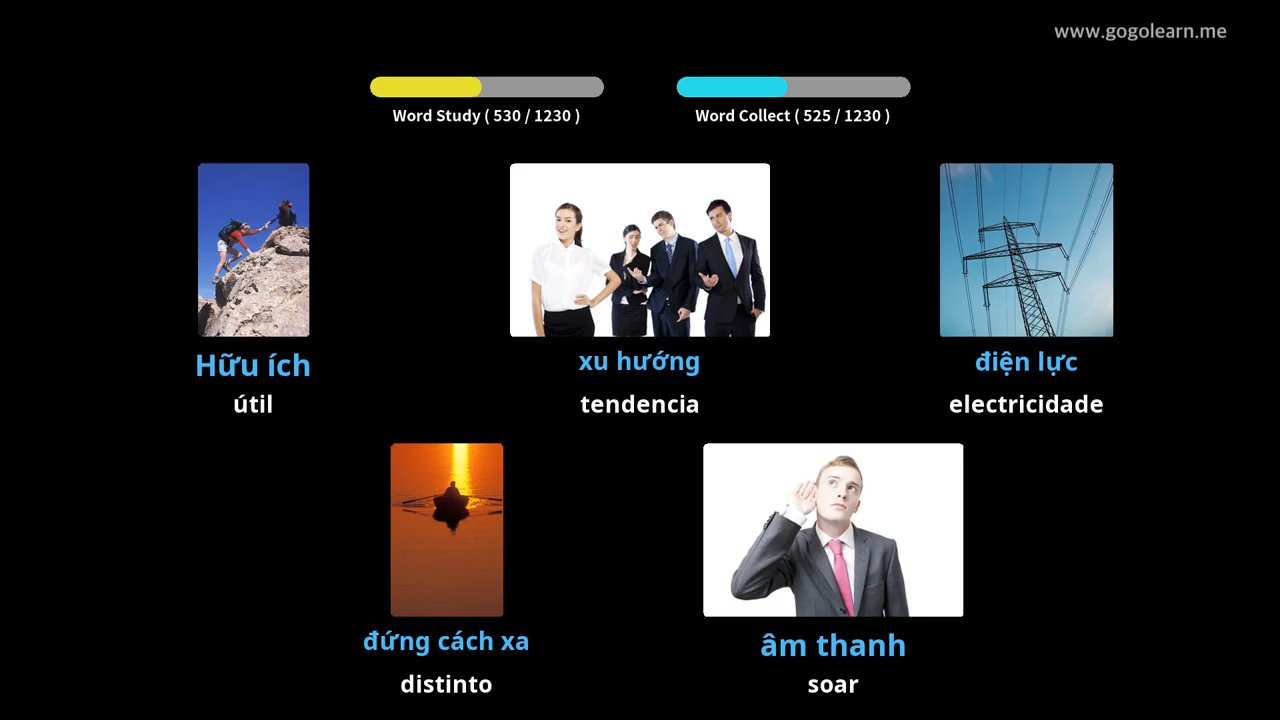 www.gogolearn.me
Word Study ( 530 / 1230 )
Word Collect ( 525 / 1230 )
Hữu ích
xu hướng
điện lực
útil
tendencia
electricidade
đứng cách xa
âm thanh
distinto
soar